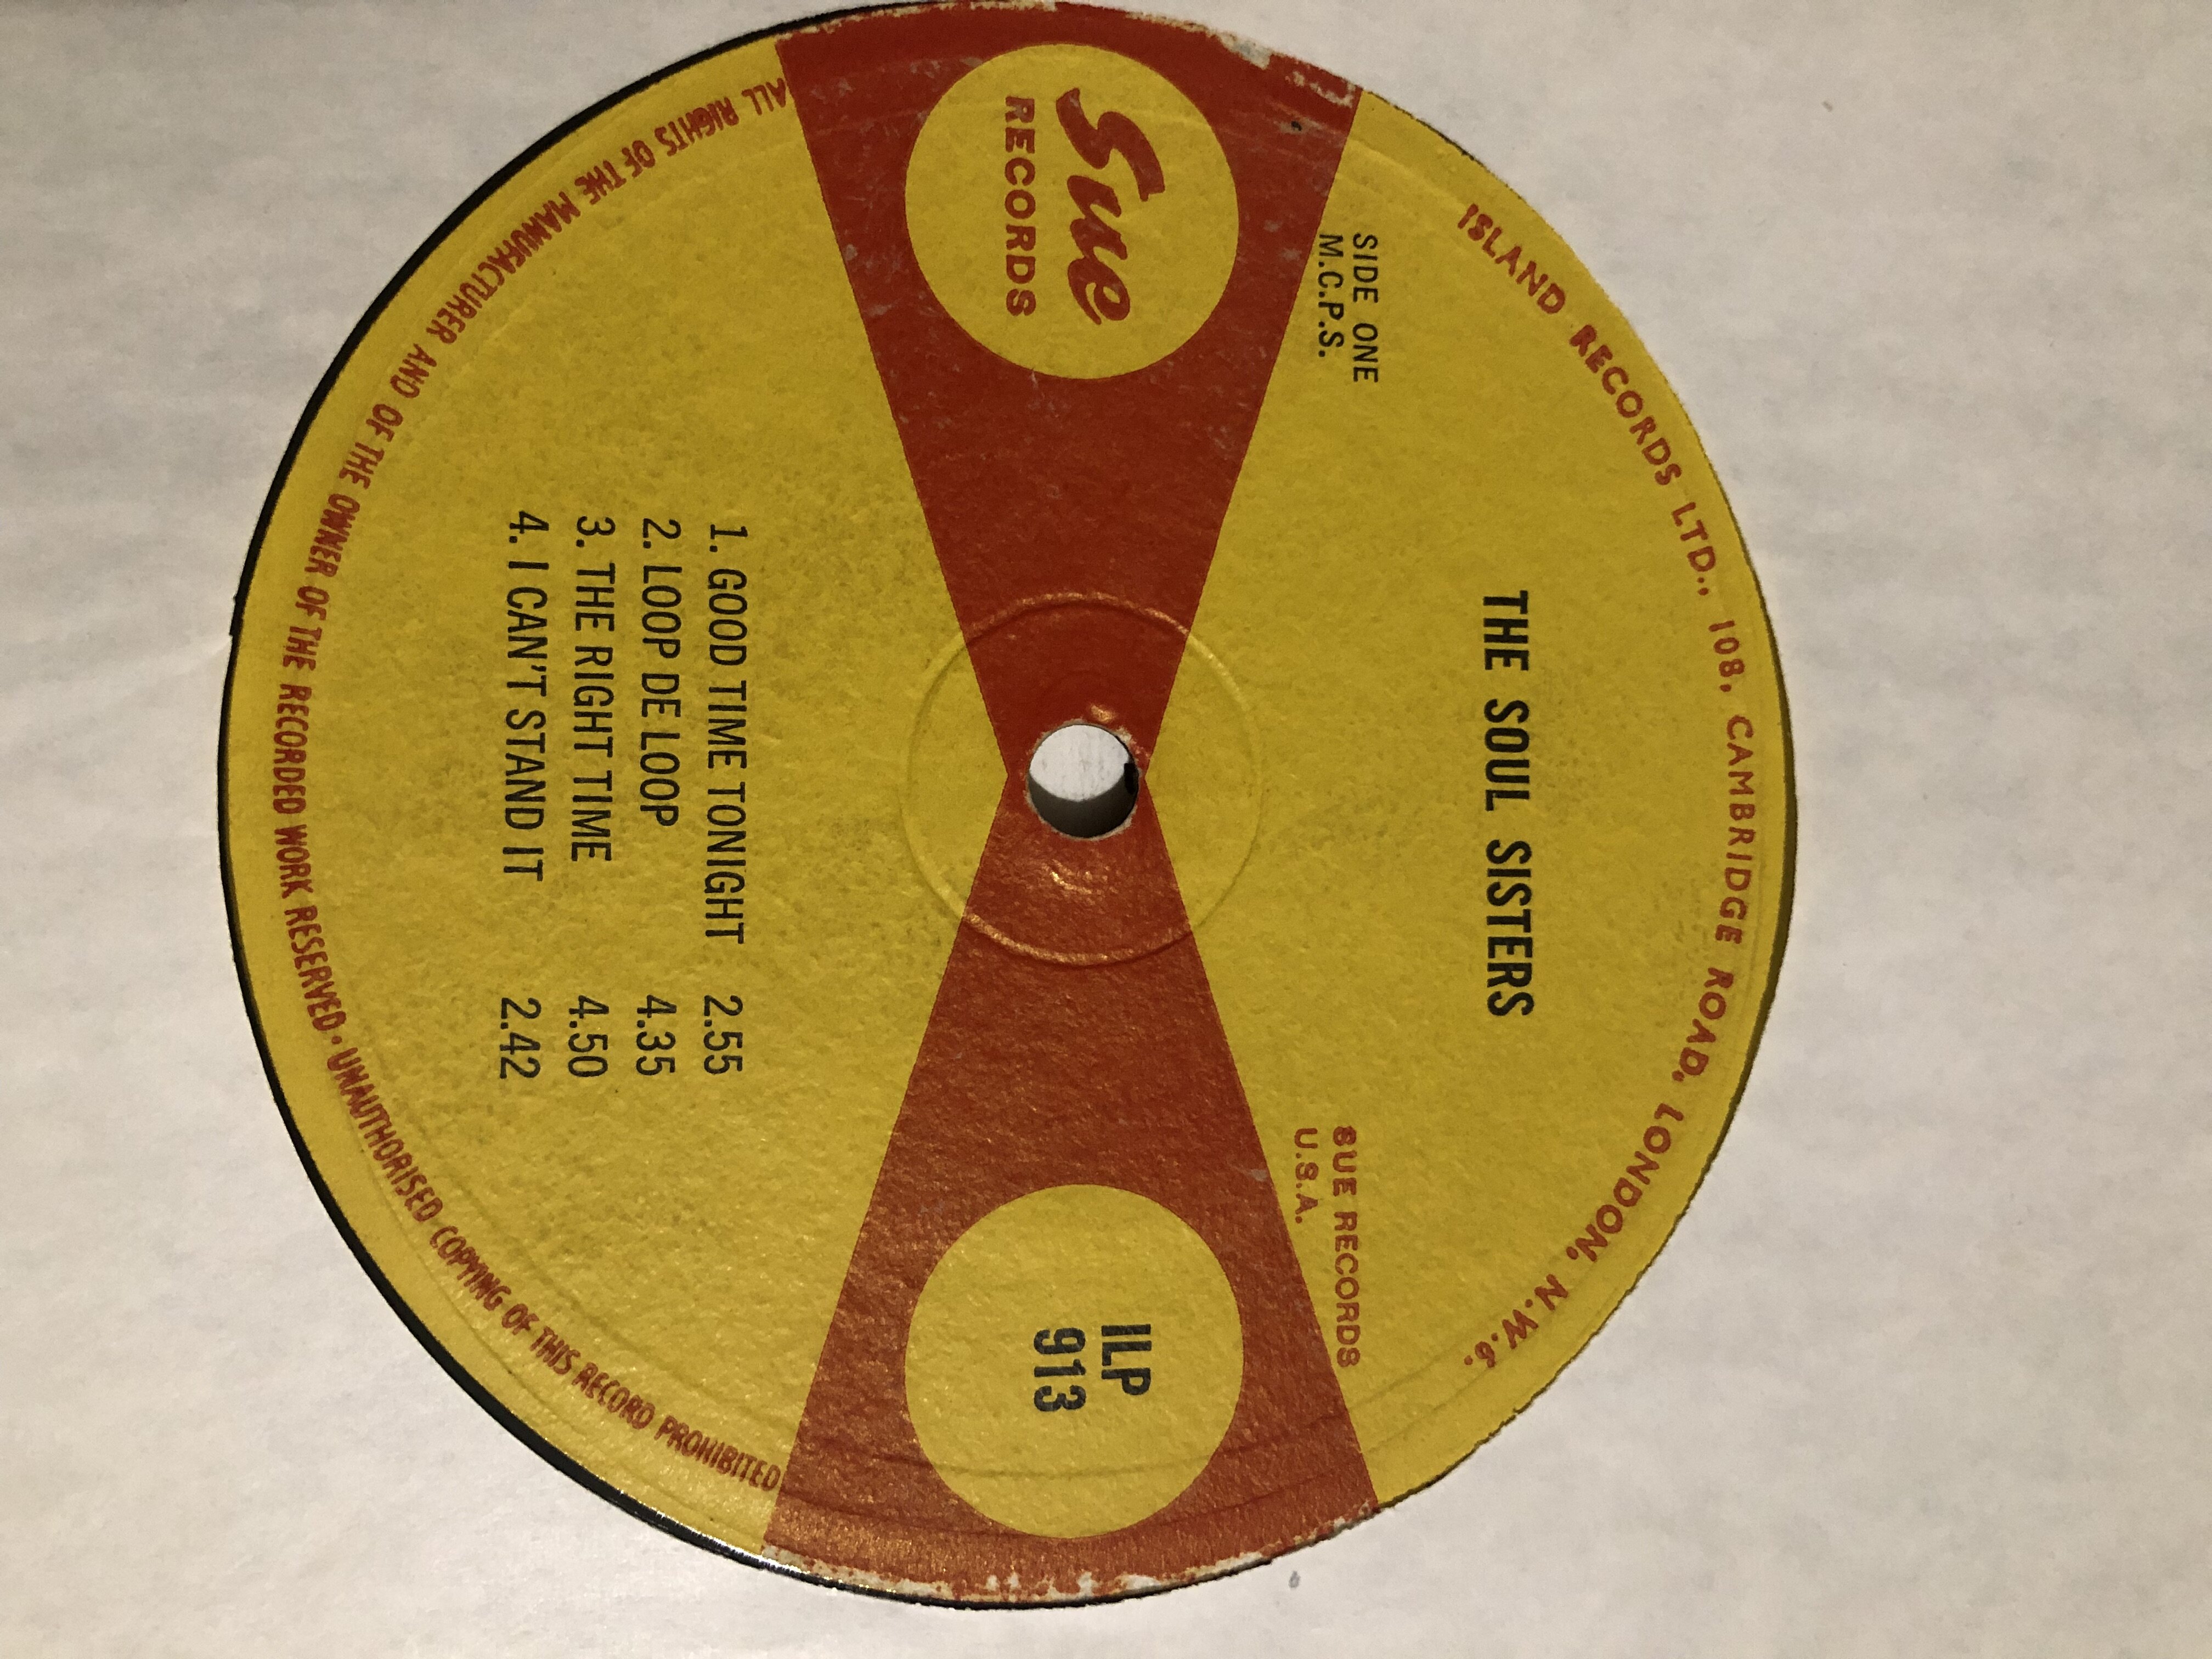 ISLAND RECORDS LTD., 108, CAMBRIDGE ROAD, LONDON, N.W.6.
THE SOUL SISTERS
SIDE ONE
M.C.P.S.
SUE RECORDS
U.S.A.
Sue
RECORDS
ILP
913
1. GOOD TIME TONIGHT 2.55
2. LOOP DE LOOP 4.35
3. THE RIGHT TIME 4.50
4. I CAN'T STAND IT 2.42
ALL RIGHTS OF THE MANUFACTURER AND OF THE OWNER OF THE RECORDED WORK RESERVED. UNAUTHORISED COPYING OF THIS RECORD PROHIBITED